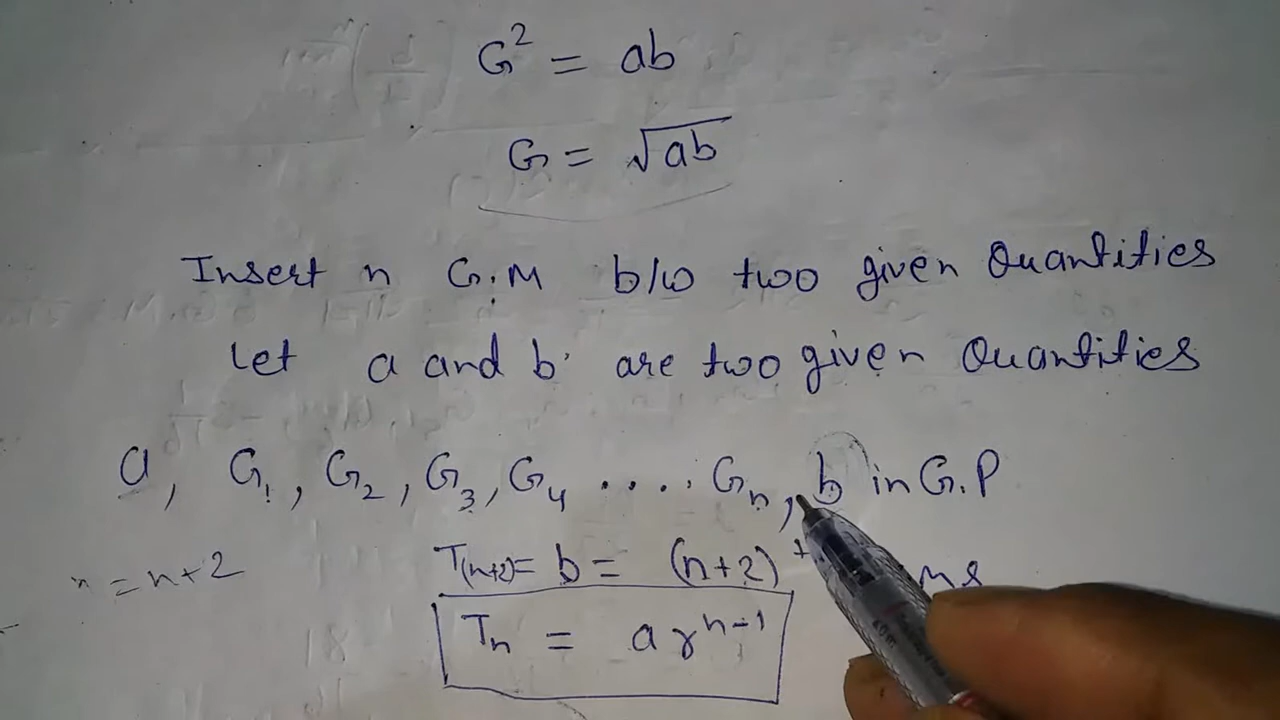 G² = ab
G = √ab
Insert n G.M b/w two given Quantities
Let a and b are two given Quantities
a, G₁, G₂, G₃, G₄ ..... Gₙ, b in G.P
n = n+2
T(n+2) = b = (n+2)
Tₙ = a rⁿ⁻¹